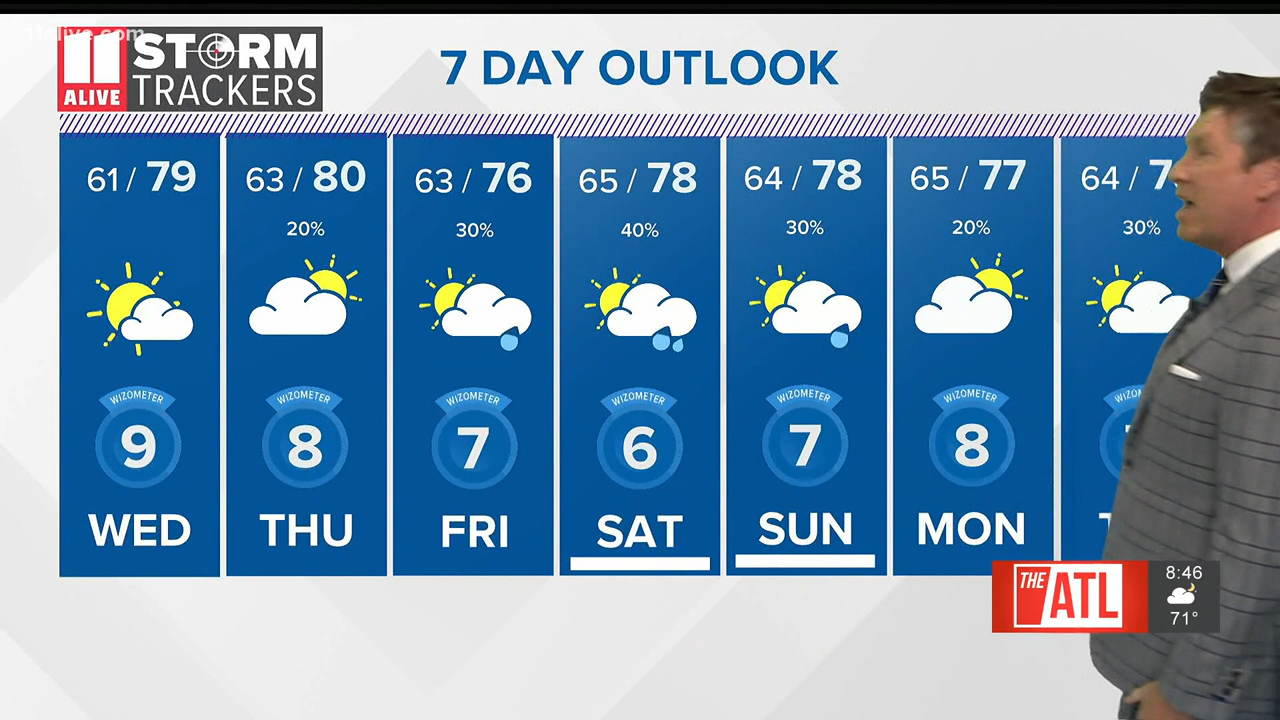 11alive.com
11 STORM
ALIVE TRACKERS
7 DAY OUTLOOK
61 / 79
63 / 80
20%
63 / 76
30%
65 / 78
40%
64 / 78
30%
65 / 77
20%
64 / 7
30%
WIZOMETER
9
WED
WIZOMETER
8
THU
WIZOMETER
7
FRI
WIZOMETER
6
SAT
WIZOMETER
7
SUN
WIZOMETER
8
MON
THE ATL
8:46
71°